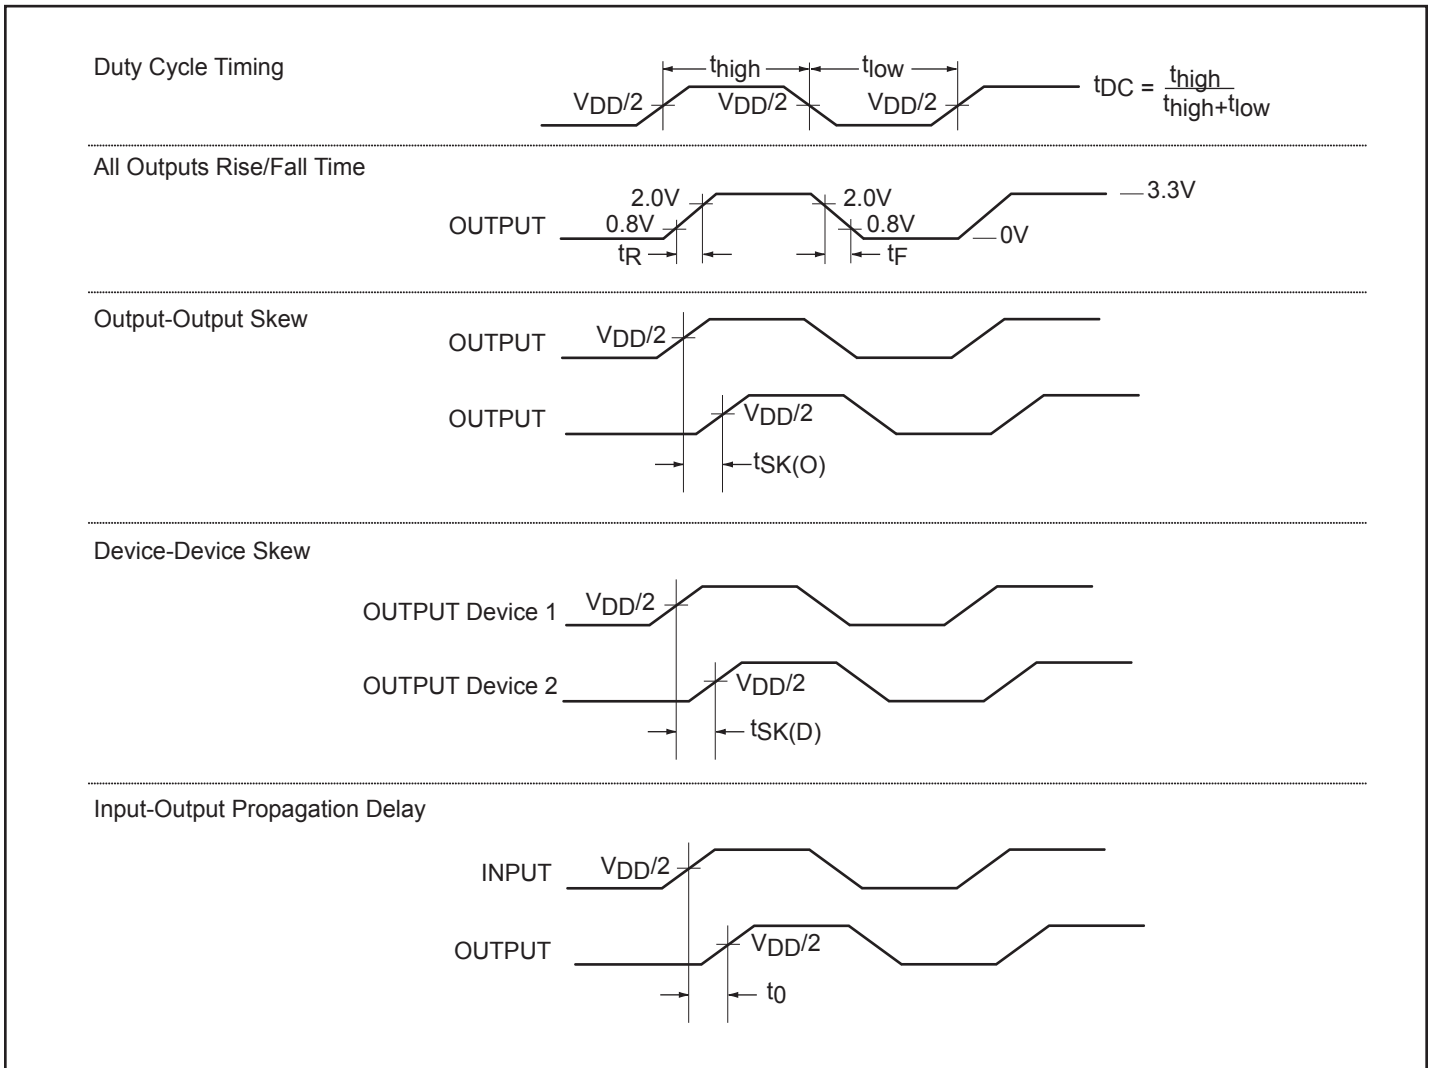 Duty Cycle Timing
thigh
tlow
VDD/2
VDD/2
VDD/2
tDC = thigh
thigh+tlow
All Outputs Rise/Fall Time
OUTPUT
2.0V
0.8V
2.0V
0.8V
3.3V
0V
tR
tF
Output-Output Skew
OUTPUT
VDD/2
OUTPUT
VDD/2
tSK(O)
Device-Device Skew
OUTPUT Device 1
VDD/2
OUTPUT Device 2
VDD/2
tSK(D)
Input-Output Propagation Delay
INPUT
VDD/2
OUTPUT
VDD/2
t0